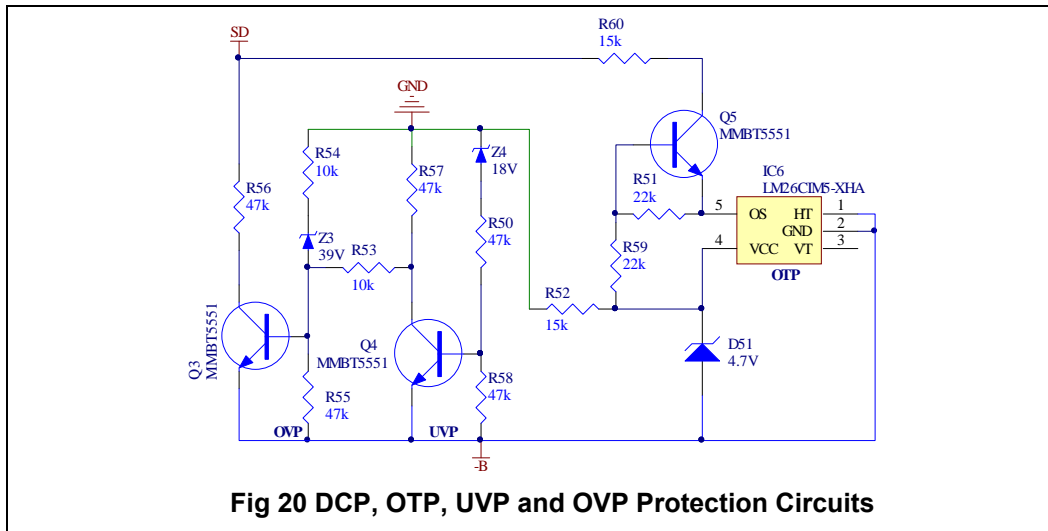 SD
R60
15k
GND
Q5
MMBT5551
Z4
18V
R54
10k
R57
47k
IC6
LM26CIM5-XHA
R56
47k
R51
22k
5
OS
HT
1
GND
2
4
VCC
VT
3
OTP
R50
47k
Z3
39V
R53
10k
R59
22k
R52
15k
Q3
MMBT5551
Q4
MMBT5551
D51
4.7V
R55
47k
R58
47k
OVP
UVP
-B
Fig 20 DCP, OTP, UVP and OVP Protection Circuits